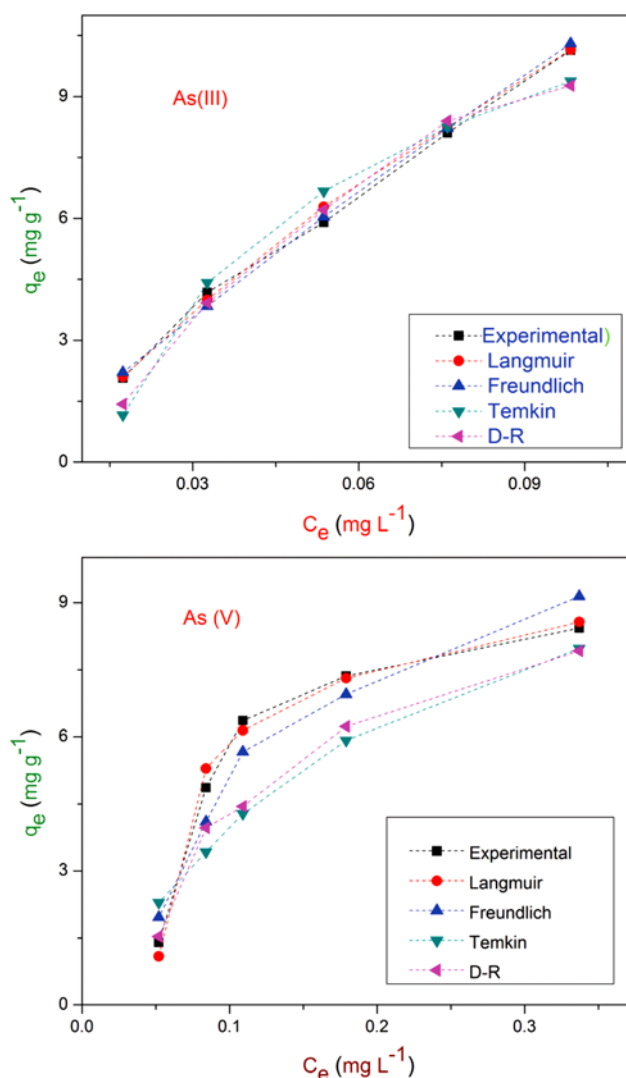 9
As(III)
6
qe (mg g-1)
3
Experimental)
Langmuir
Freundlich
Temkin
D-R
0
0.03 0.06 0.09
Ce (mg L-1)
9
As (V)
6
qe (mg g-1)
3
Experimental
Langmuir
Freundlich
Temkin
D-R
0
0.0 0.1 0.2 0.3
Ce (mg L-1)